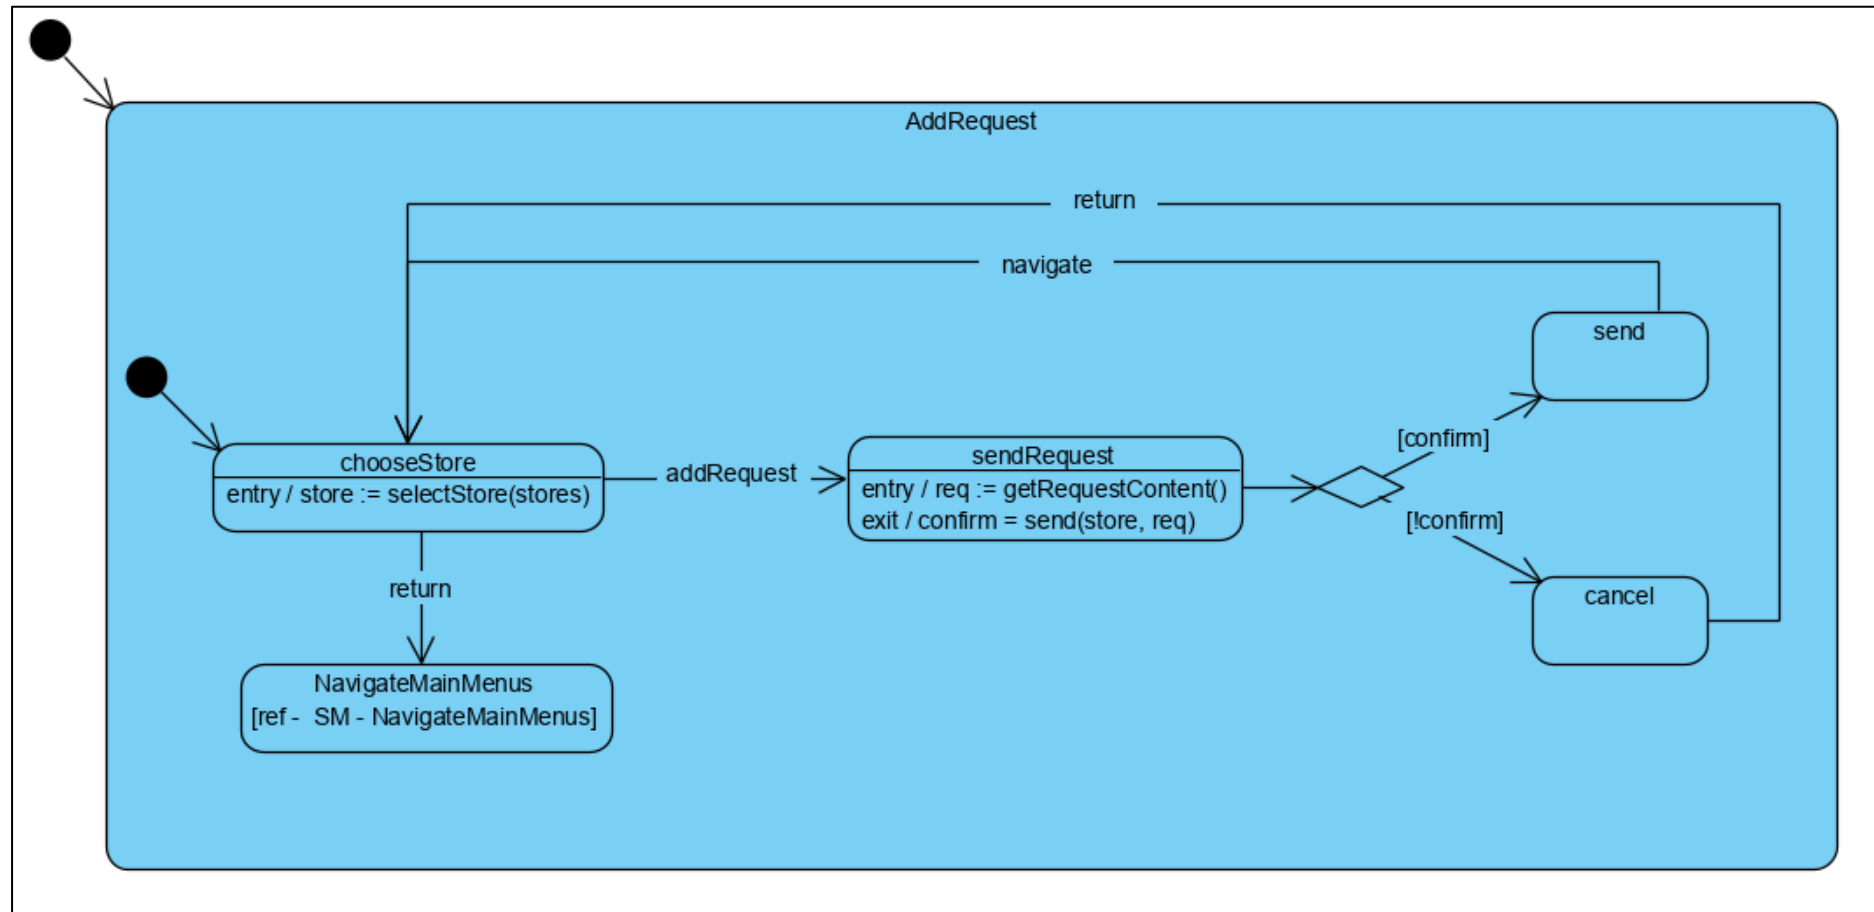 AddRequest
return
navigate
send
[confirm]
chooseStore
entry / store := selectStore(stores)
addRequest
sendRequest
entry / req := getRequestContent()
exit / confirm = send(store, req)
[!confirm]
return
cancel
NavigateMainMenus
[ref -  SM - NavigateMainMenus]